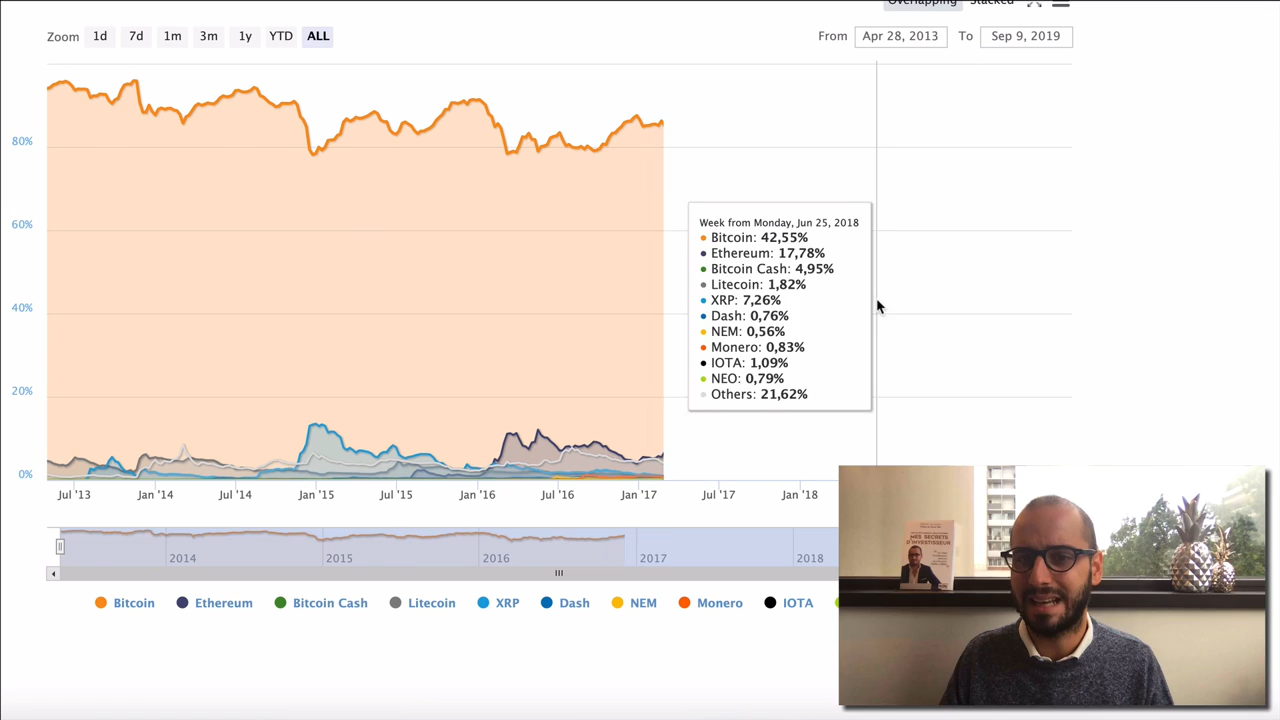 Overlapping Stacked
Zoom 1d 7d 1m 3m 1y YTD ALL
From Apr 28, 2013 To Sep 9, 2019
80%
60%
40%
20%
0%
Week from Monday, Jun 25, 2018
Bitcoin: 42,55%
Ethereum: 17,78%
Bitcoin Cash: 4,95%
Litecoin: 1,82%
XRP: 7,26%
Dash: 0,76%
NEM: 0,56%
Monero: 0,83%
IOTA: 1,09%
NEO: 0,79%
Others: 21,62%
Jul '13 Jan '14 Jul '14 Jan '15 Jul '15 Jan '16 Jul '16 Jan '17 Jul '17 Jan '18
2014 2015 2016 2017 2018
Bitcoin Ethereum Bitcoin Cash Litecoin XRP Dash NEM Monero IOTA
MES SECRETS
D'INVESTISSEUR